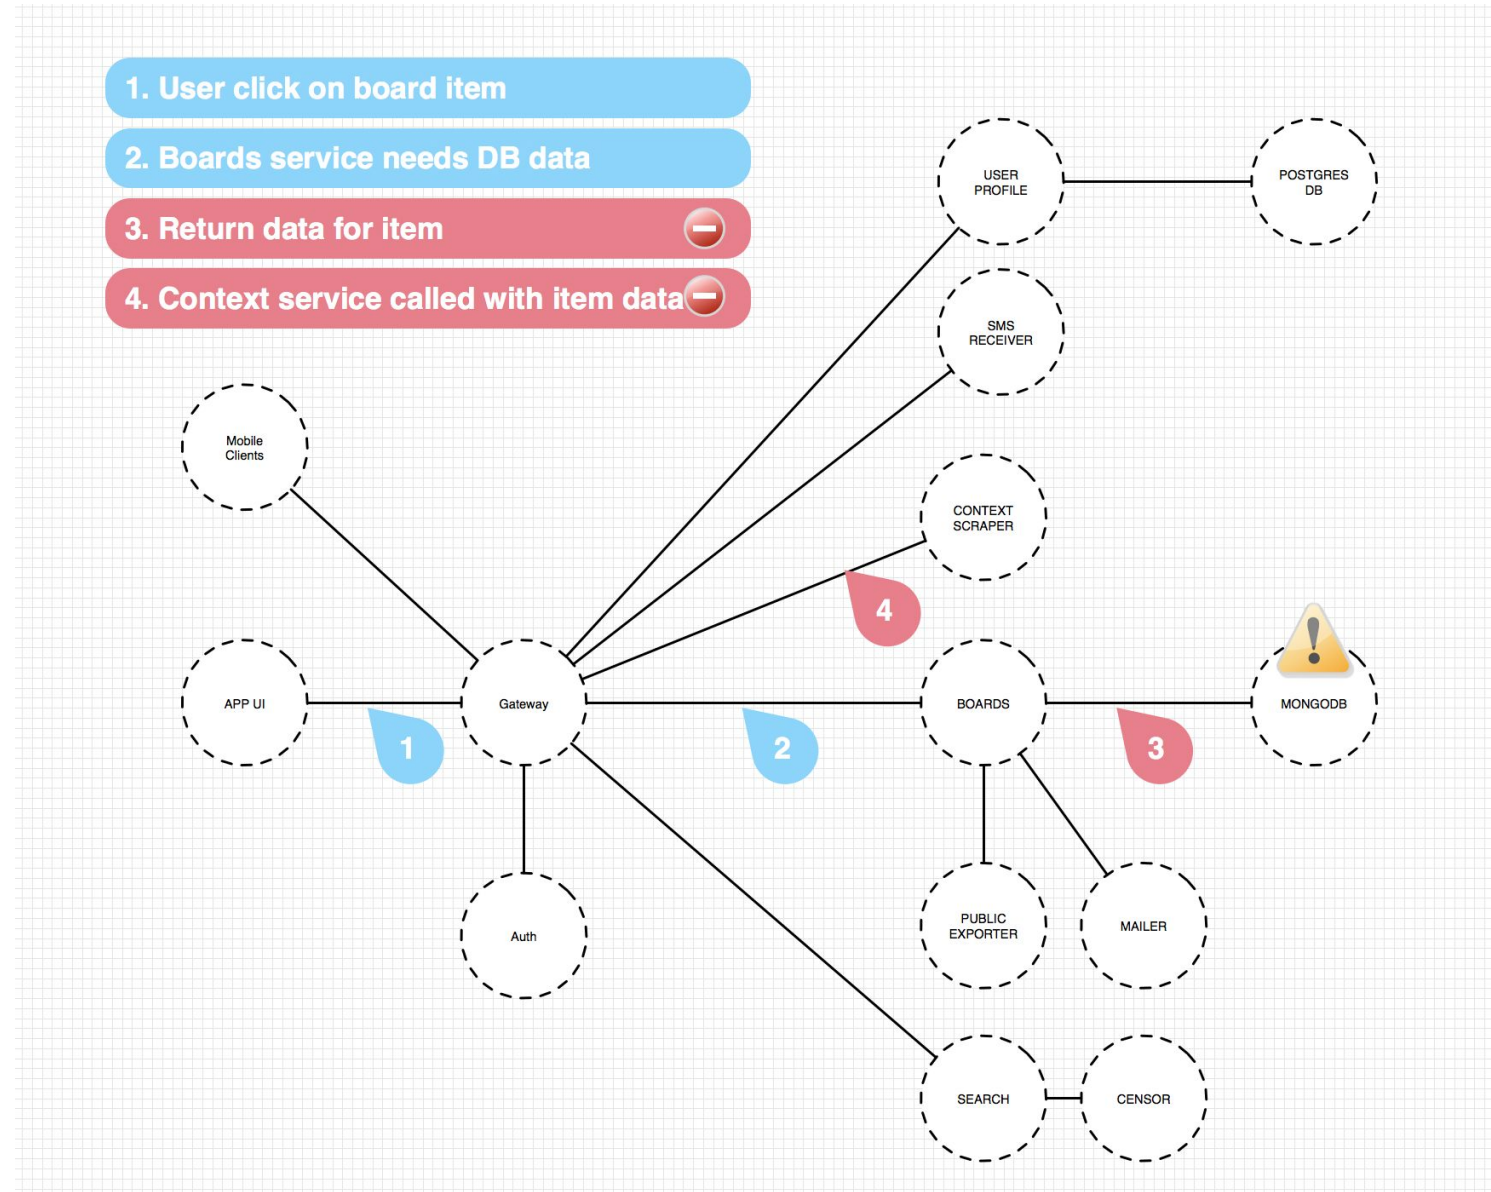 1. User click on board item
2. Boards service needs DB data
3. Return data for item
4. Context service called with item data
USER
PROFILE
POSTGRES
DB
SMS
RECEIVER
Mobile
Clients
CONTEXT
SCRAPER
4
APP UI
Gateway
BOARDS
MONGODB
1
2
3
Auth
PUBLIC
EXPORTER
MAILER
SEARCH
CENSOR